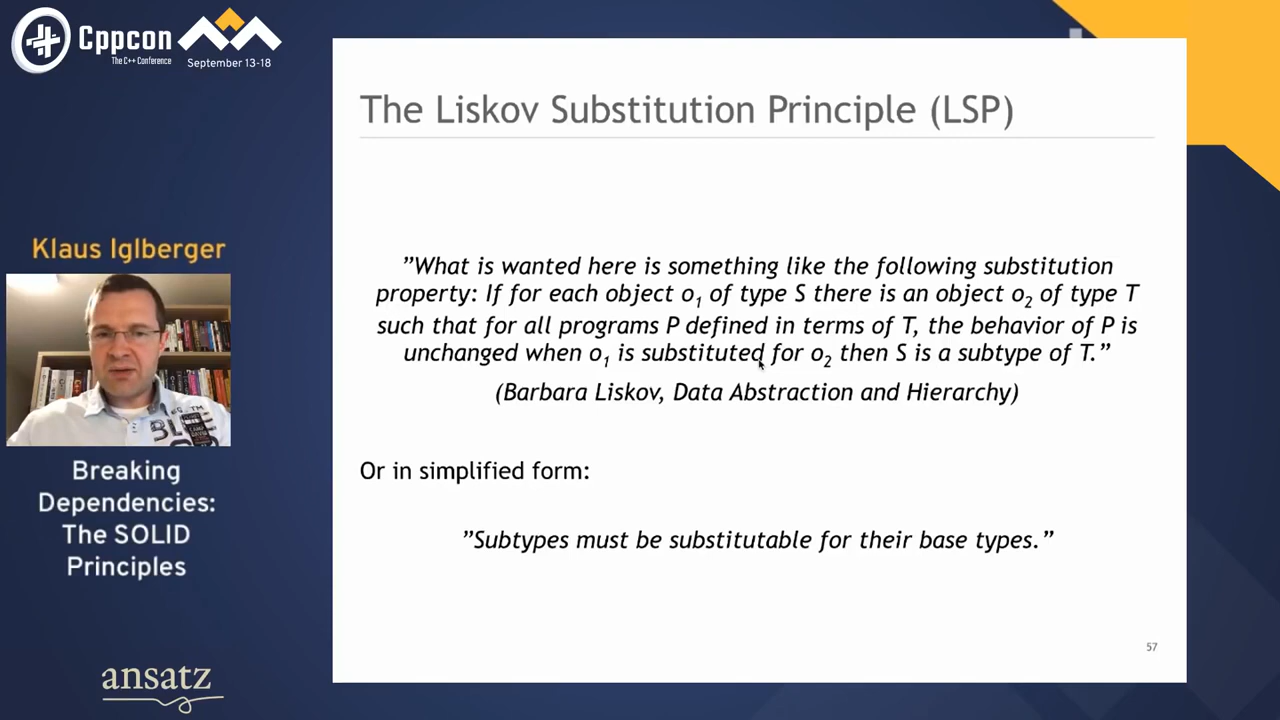 Cppcon
The C++ Conference
September 13-18
Klaus Iglberger
Breaking
Dependencies:
The SOLID
Principles
ansatz
The Liskov Substitution Principle (LSP)
”What is wanted here is something like the following substitution
property: If for each object o1 of type S there is an object o2 of type T
such that for all programs P defined in terms of T, the behavior of P is
unchanged when o1 is substituted for o2 then S is a subtype of T.”
(Barbara Liskov, Data Abstraction and Hierarchy)
Or in simplified form:
”Subtypes must be substitutable for their base types.”
57